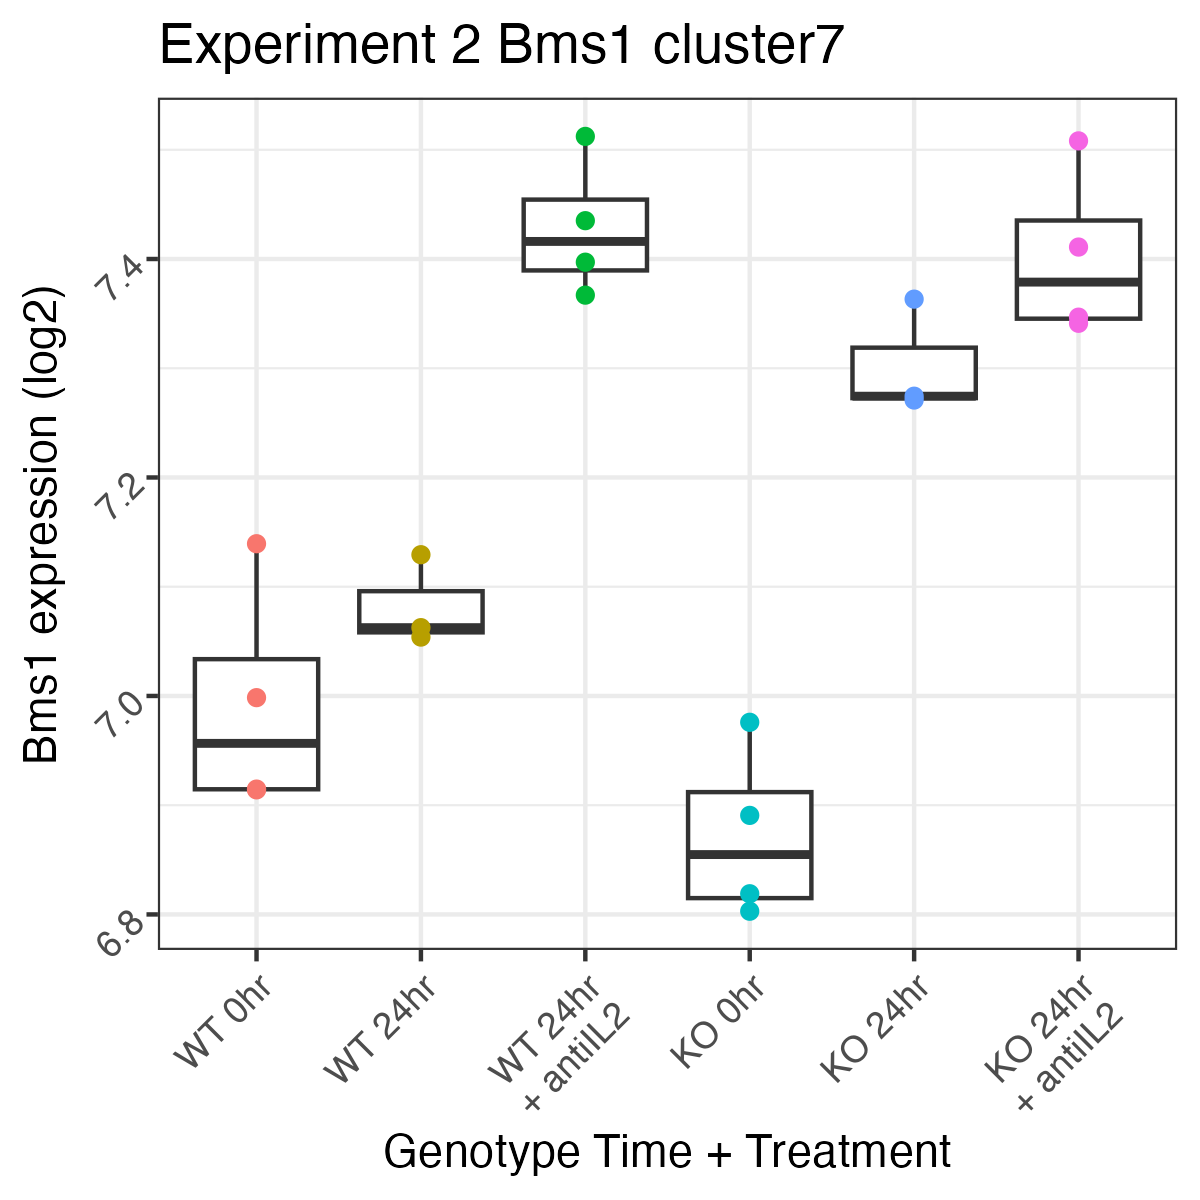 Experiment 2 Bms1 cluster7
Bms1 expression (log2)
7.4
7.2
7.0
6.8
WT 0hr
WT 24hr
WT 24hr
+ antiIL2
KO 0hr
KO 24hr
KO 24hr
+ antiIL2
Genotype Time + Treatment